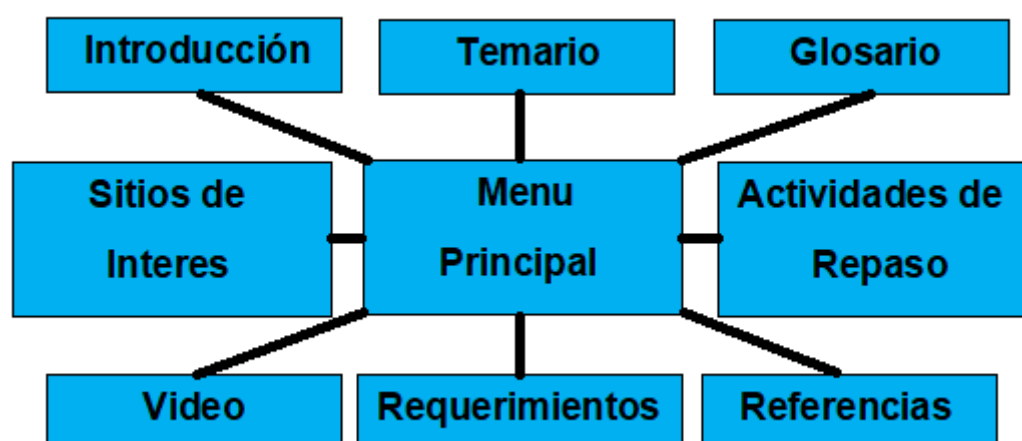 Introducción
Temario
Glosario
Sitios de
Interes
Menu
Principal
Actividades de
Repaso
Video
Requerimientos
Referencias